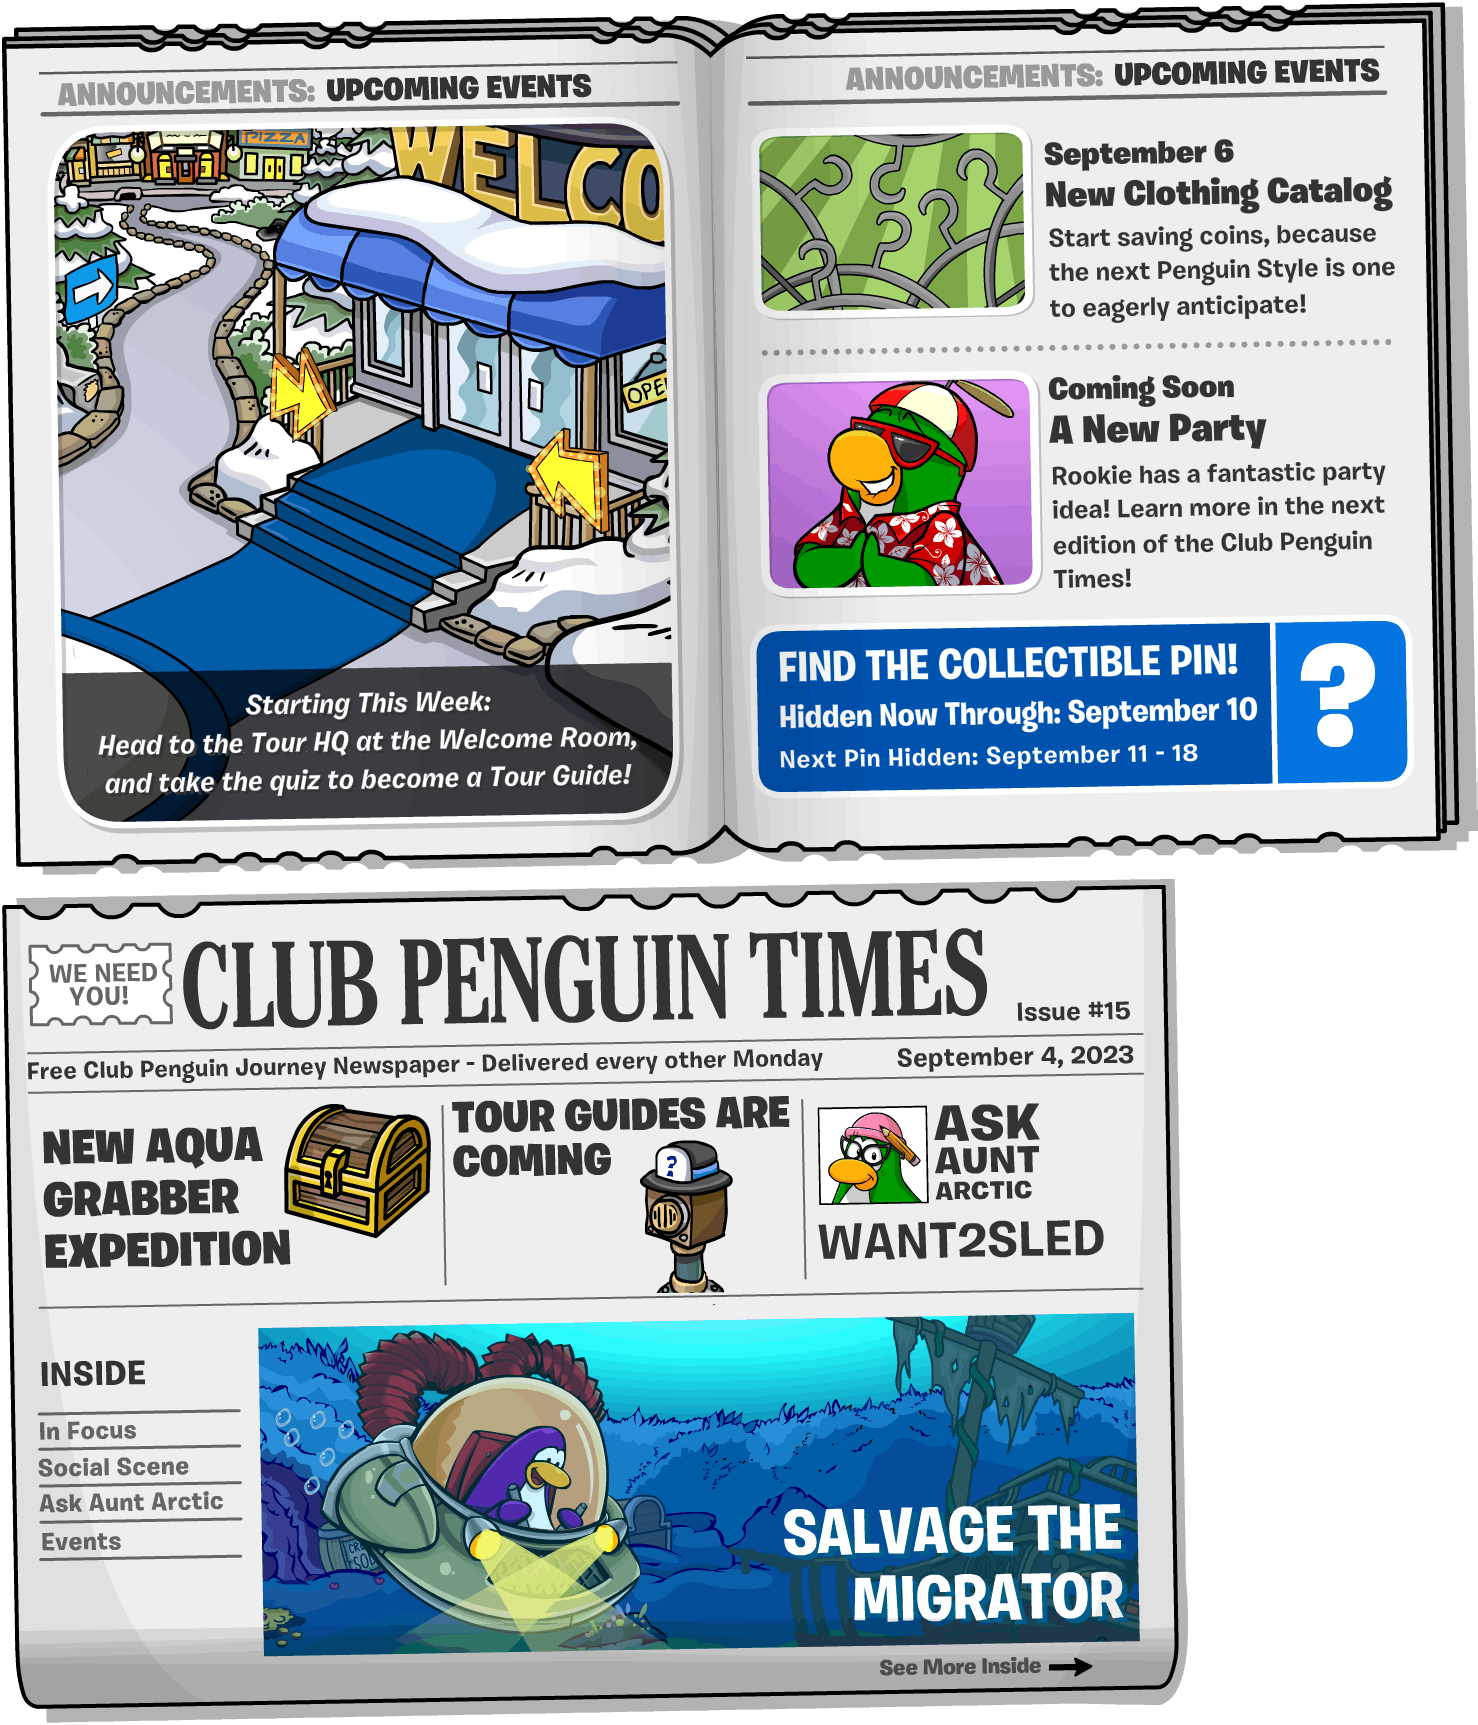 ANNOUNCEMENTS: UPCOMING EVENTS
PIZZA
WELCO
OPE
Starting This Week:
Head to the Tour HQ at the Welcome Room,
and take the quiz to become a Tour Guide!
ANNOUNCEMENTS: UPCOMING EVENTS
September 6
New Clothing Catalog
Start saving coins, because
the next Penguin Style is one
to eagerly anticipate!
Coming Soon
A New Party
Rookie has a fantastic party
idea! Learn more in the next
edition of the Club Penguin
Times!
FIND THE COLLECTIBLE PIN!
Hidden Now Through: September 10
Next Pin Hidden: September 11 - 18
?
WE NEED
YOU!
CLUB PENGUIN TIMES
Issue #15
Free Club Penguin Journey Newspaper - Delivered every other Monday
September 4, 2023
NEW AQUA
GRABBER
EXPEDITION
TOUR GUIDES ARE
COMING
?
ASK
AUNT
ARCTIC
WANT2SLED
INSIDE
In Focus
Social Scene
Ask Aunt Arctic
Events
SALVAGE THE
MIGRATOR
See More Inside